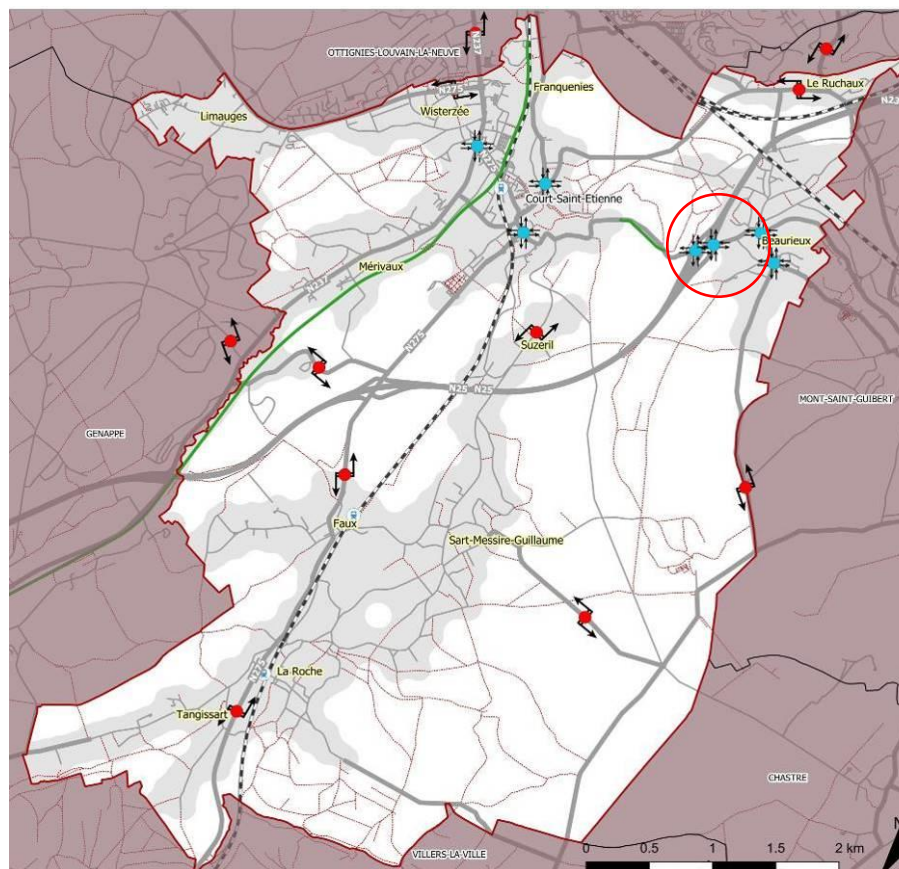 N237
OTTIGNIES-LOUVAIN-LA-NEUVE
Le Ruchaux
N275
Franquenies
Wisterzée
Limauges
Court-Saint-Etienne
Beaurieux
Mérivaux
N237
N275
Suzeril
N25 N25
MONT-SAINT-GUIBERT
GENAPPE
Faux
Sart-Messire-Guillaume
La Roche
N275
Tangissart
CHASTRE
VILLERS-LA-VILLE
0 0.5 1 1.5 2 km